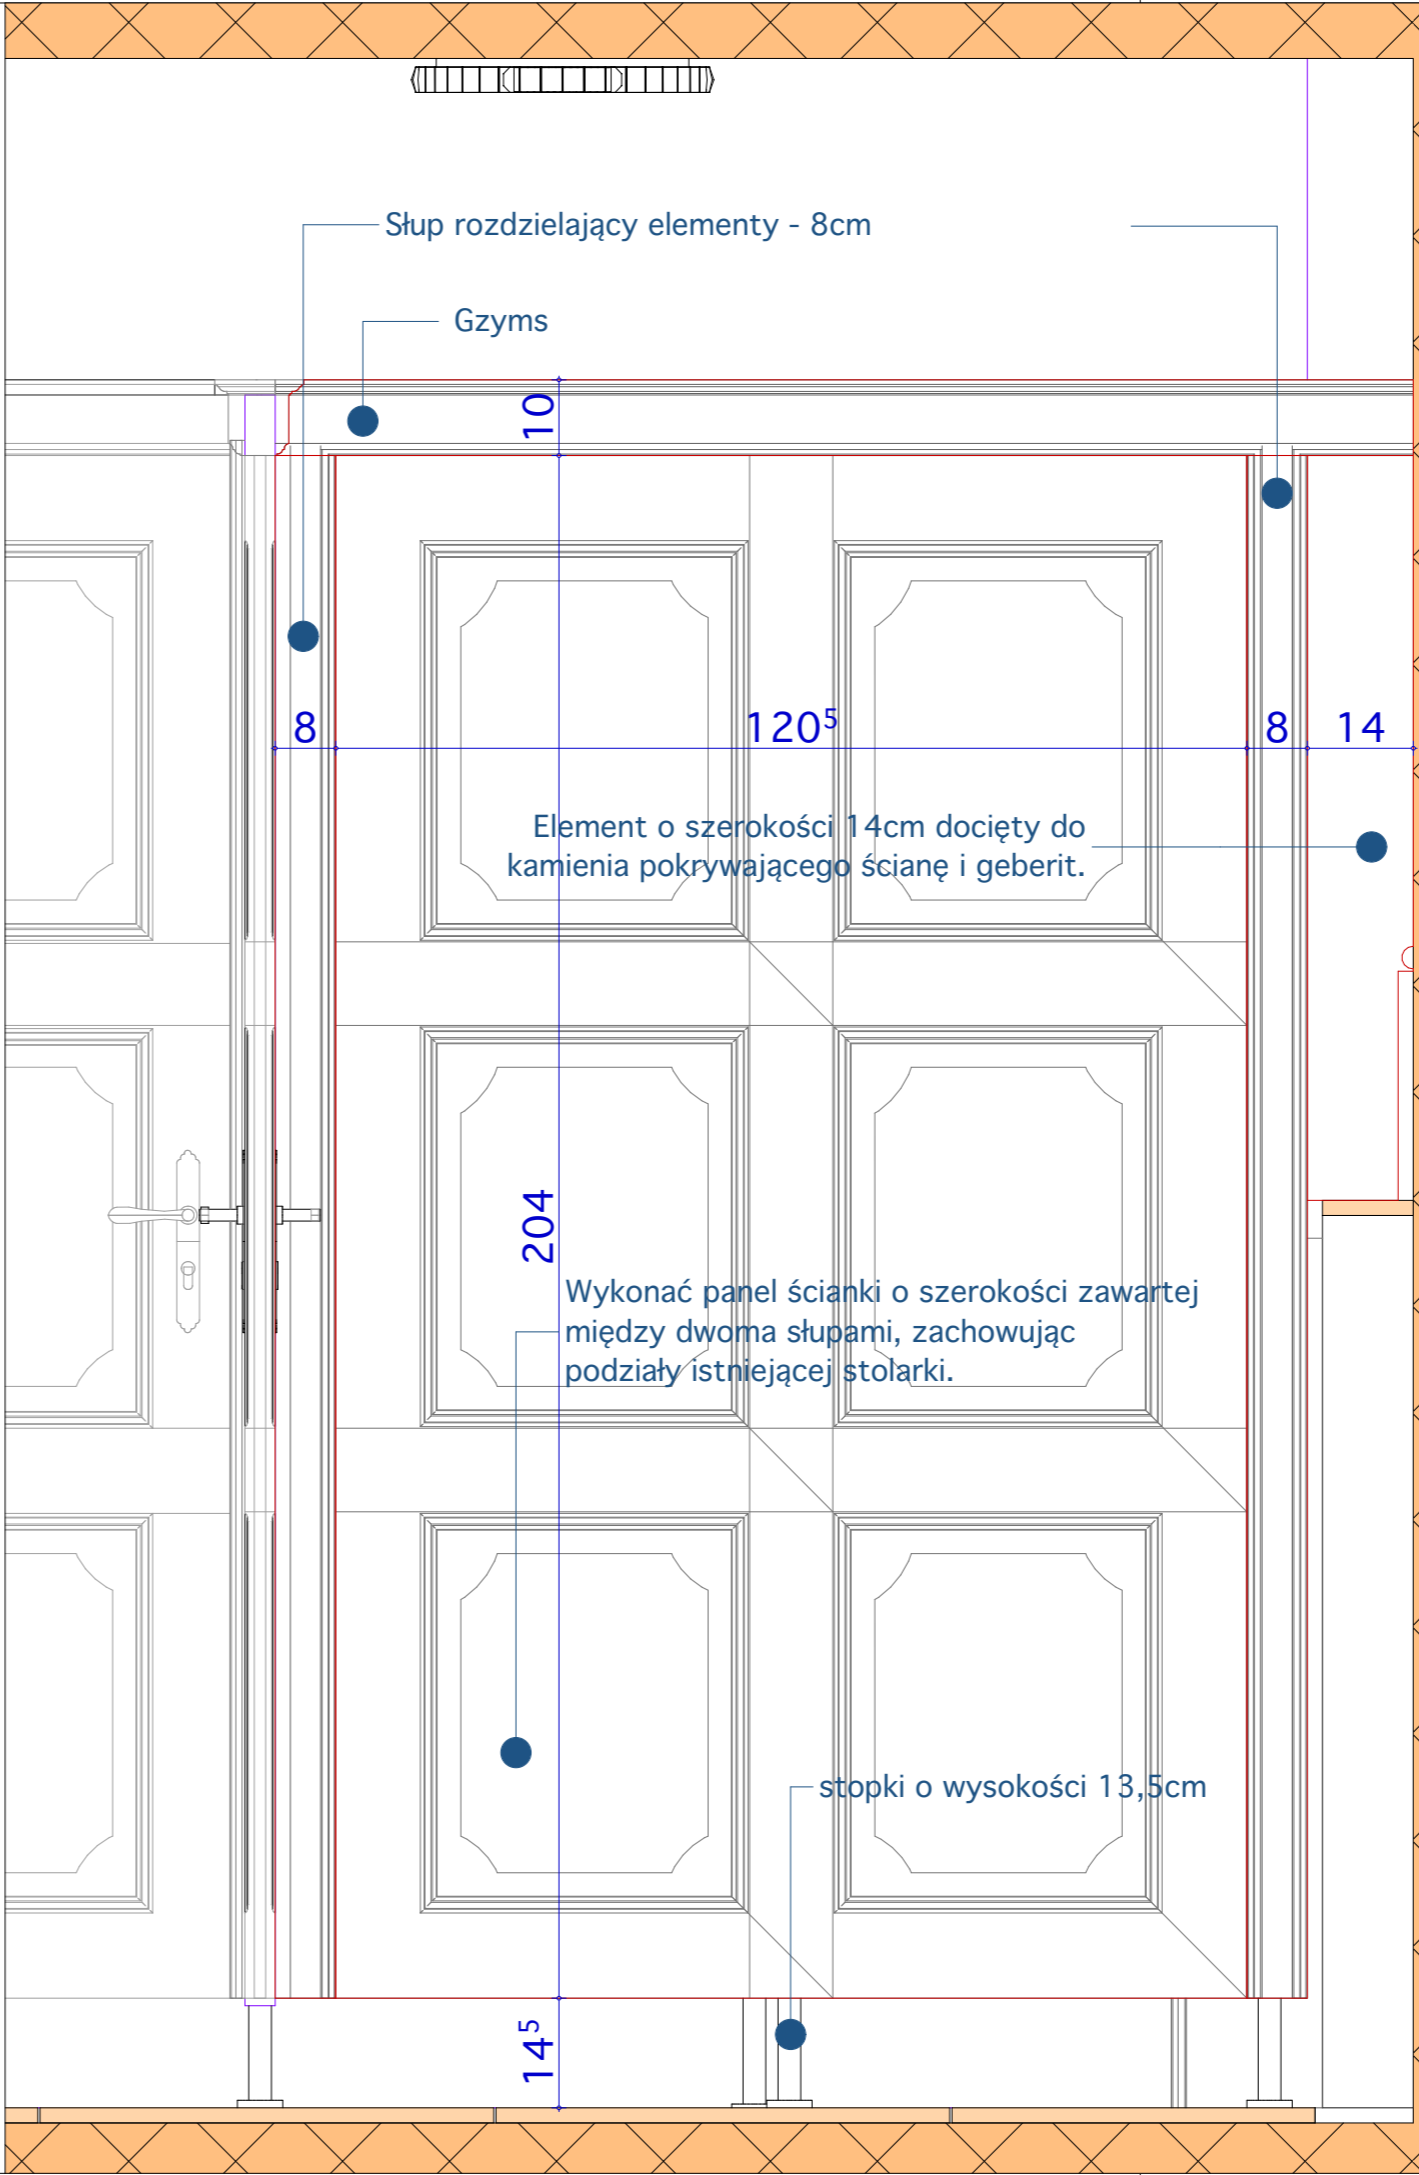 Słup rozdzielający elementy - 8cm
Gzyms
10
8
120⁵
8
14
Element o szerokości 14cm docięty do
kamienia pokrywającego ścianę i geberit.
204
Wykonać panel ścianki o szerokości zawartej
między dwoma słupami, zachowując
podziały istniejącej stolarki.
stopki o wysokości 13,5cm
14⁵